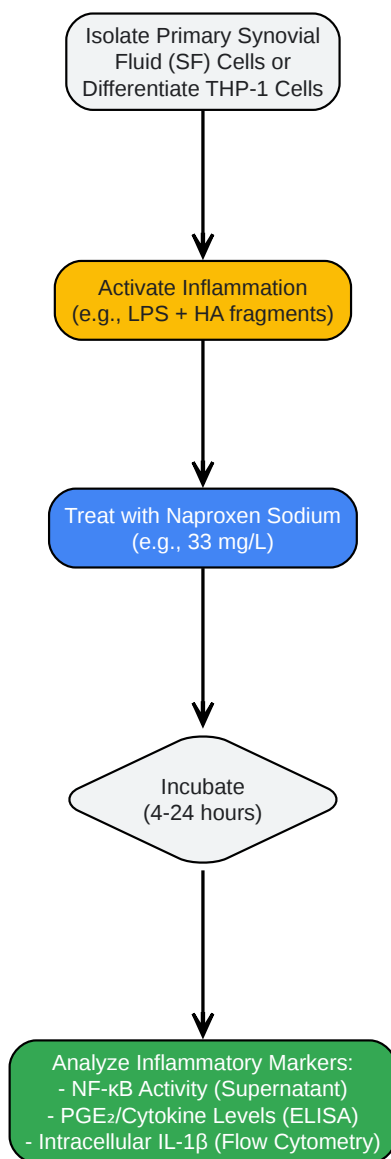 Isolate Primary Synovial
Fluid (SF) Cells or
Differentiate THP-1 Cells
Activate Inflammation
(e.g., LPS + HA fragments)
Treat with Naproxen Sodium
(e.g., 33 mg/L)
Incubate
(4-24 hours)
Analyze Inflammatory Markers:
- NF-κB Activity (Supernatant)
- PGE₂/Cytokine Levels (ELISA)
- Intracellular IL-1β (Flow Cytometry)